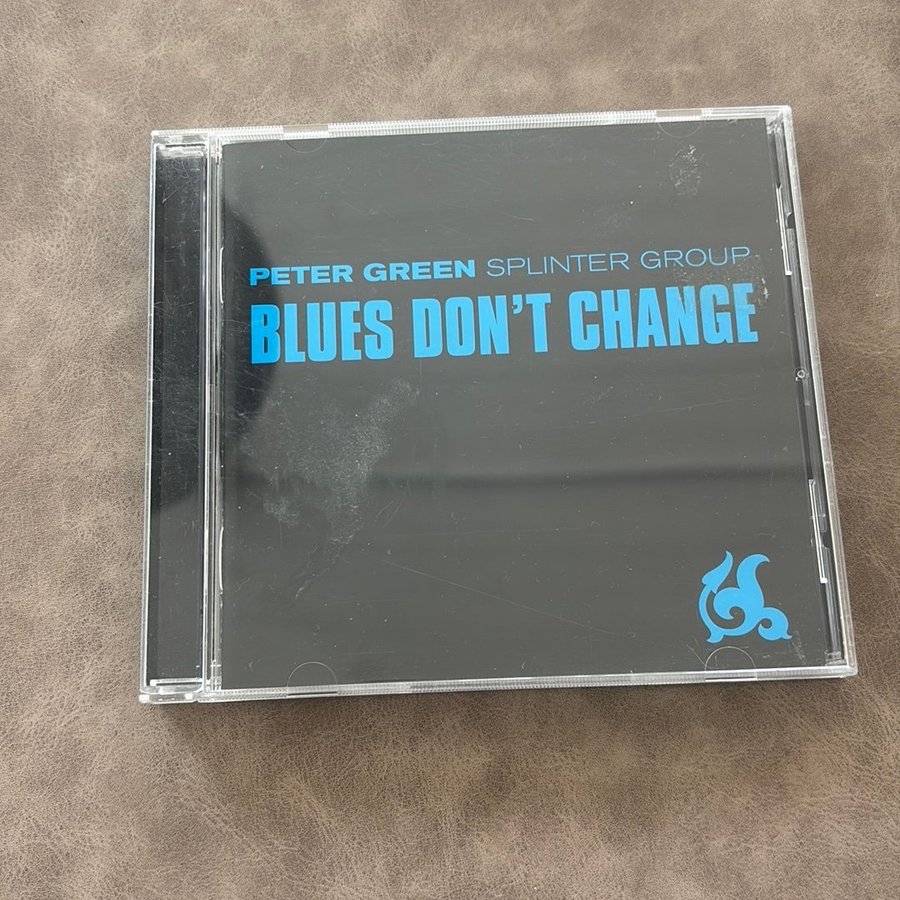 PETER GREEN SPLINTER GROUP
BLUES DON'T CHANGE